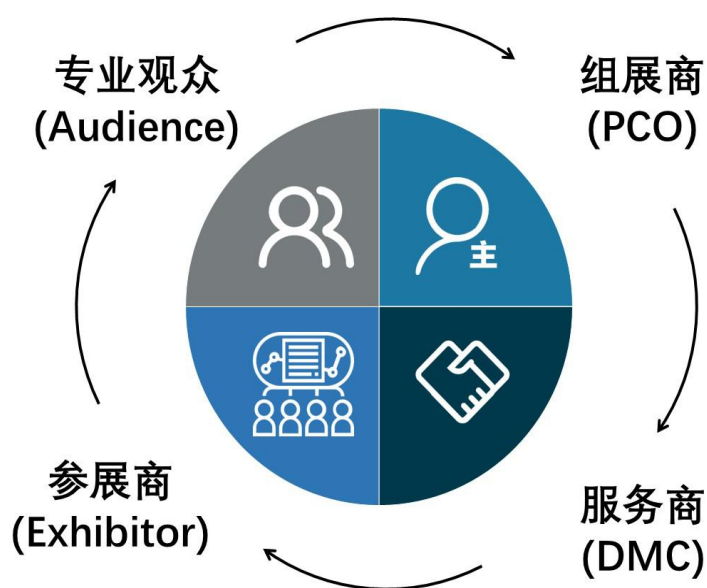 专业观众
(Audience)
组展商
(PCO)
主
参展商
(Exhibitor)
服务商
(DMC)